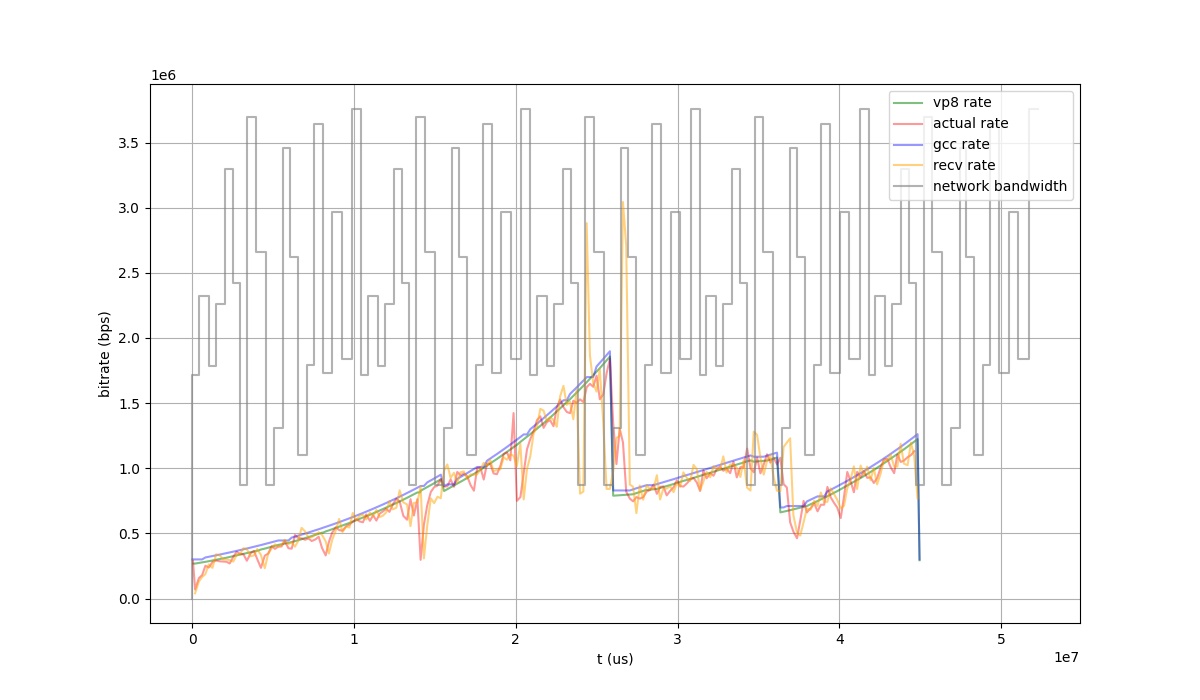 1e6
3.5
3.0
2.5
2.0
1.5
1.0
0.5
0.0
bitrate (bps)
vp8 rate
actual rate
gcc rate
recv rate
network bandwidth
0
1
2
3
4
5
t (us)
1e7